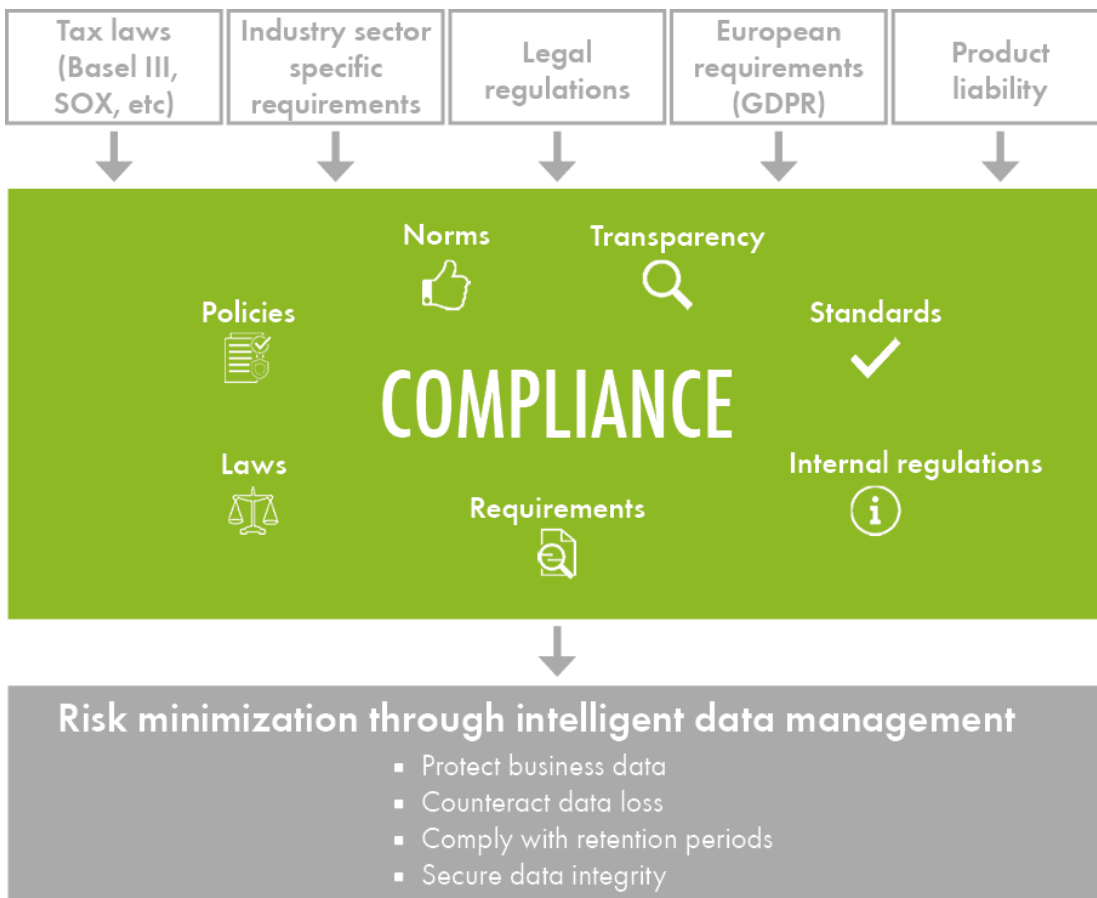 Tax laws
(Basel III,
SOX, etc)
Industry sector
specific
requirements
Legal
regulations
European
requirements
(GDPR)
Product
liability
Norms
Transparency
Policies
Standards
COMPLIANCE
Laws
Internal regulations
Requirements
Risk minimization through intelligent data management
▪ Protect business data
▪ Counteract data loss
▪ Comply with retention periods
▪ Secure data integrity